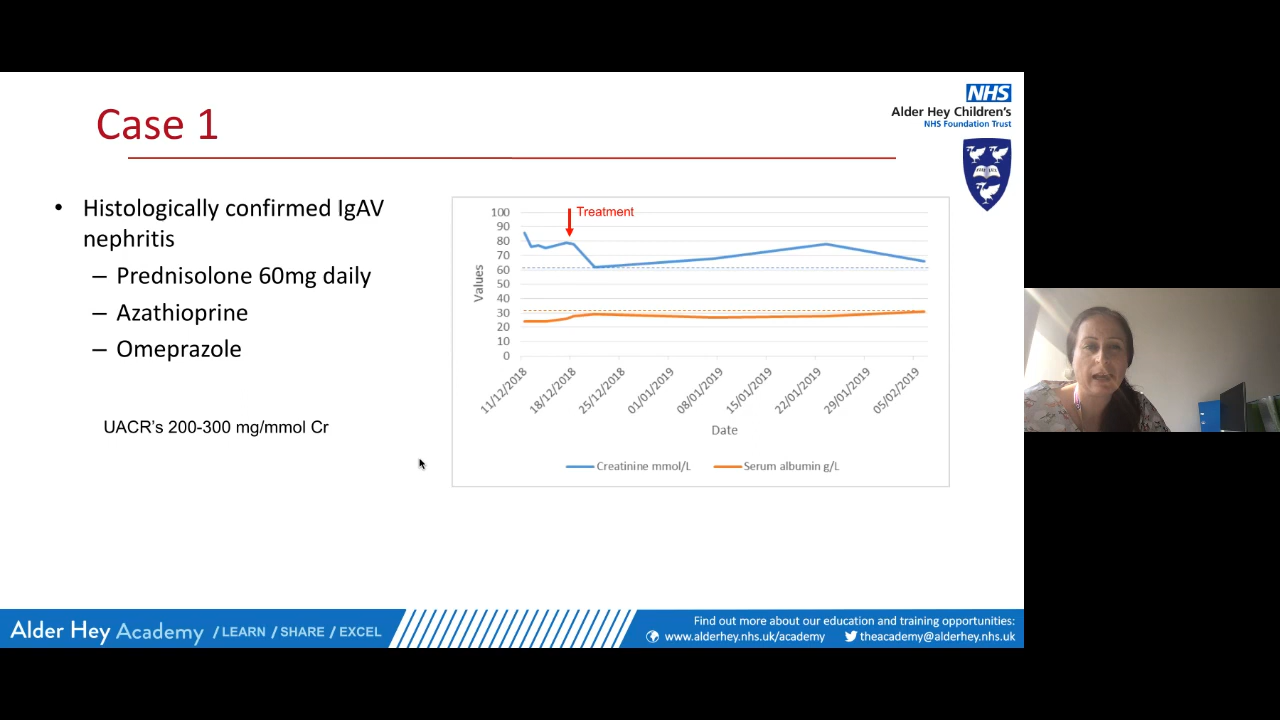 Case 1
NHS
Alder Hey Children's
NHS Foundation Trust
• Histologically confirmed IgAV
nephritis
– Prednisolone 60mg daily
– Azathioprine
– Omeprazole
UACR's 200-300 mg/mmol Cr
Treatment
Values
100
90
80
70
60
50
40
30
20
10
0
11/12/2018
18/12/2018
25/12/2018
01/01/2019
08/01/2019
15/01/2019
22/01/2019
29/01/2019
05/02/2019
Date
Creatinine mmol/L
Serum albumin g/L
Alder Hey Academy / LEARN / SHARE / EXCEL
Find out more about our education and training opportunities:
www.alderhey.nhs.uk/academy
theacademy@alderhey.nhs.uk